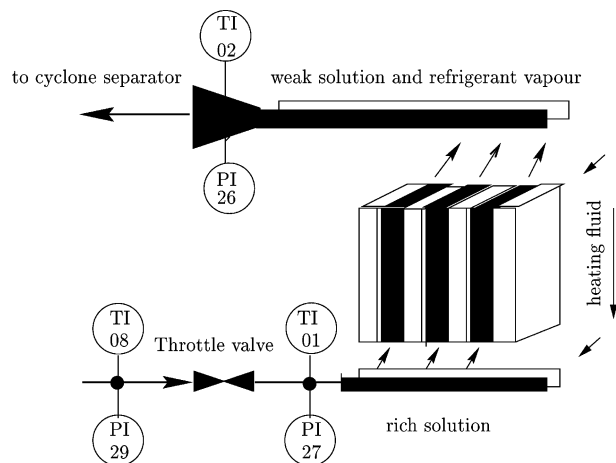 TI
02
to cyclone separator
weak solution and refrigerant vapour
PI
26
heating fluid
TI
08
Throttle valve
TI
01
PI
29
PI
27
rich solution